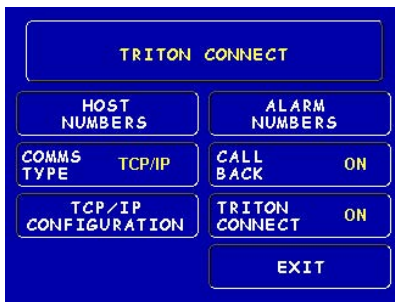 TRITON CONNECT
HOST
NUMBERS
ALARM
NUMBERS
COMMS
TYPE
TCP/IP
CALL
BACK
ON
TCP/IP
CONFIGURATION
TRITON
CONNECT
ON
EXIT